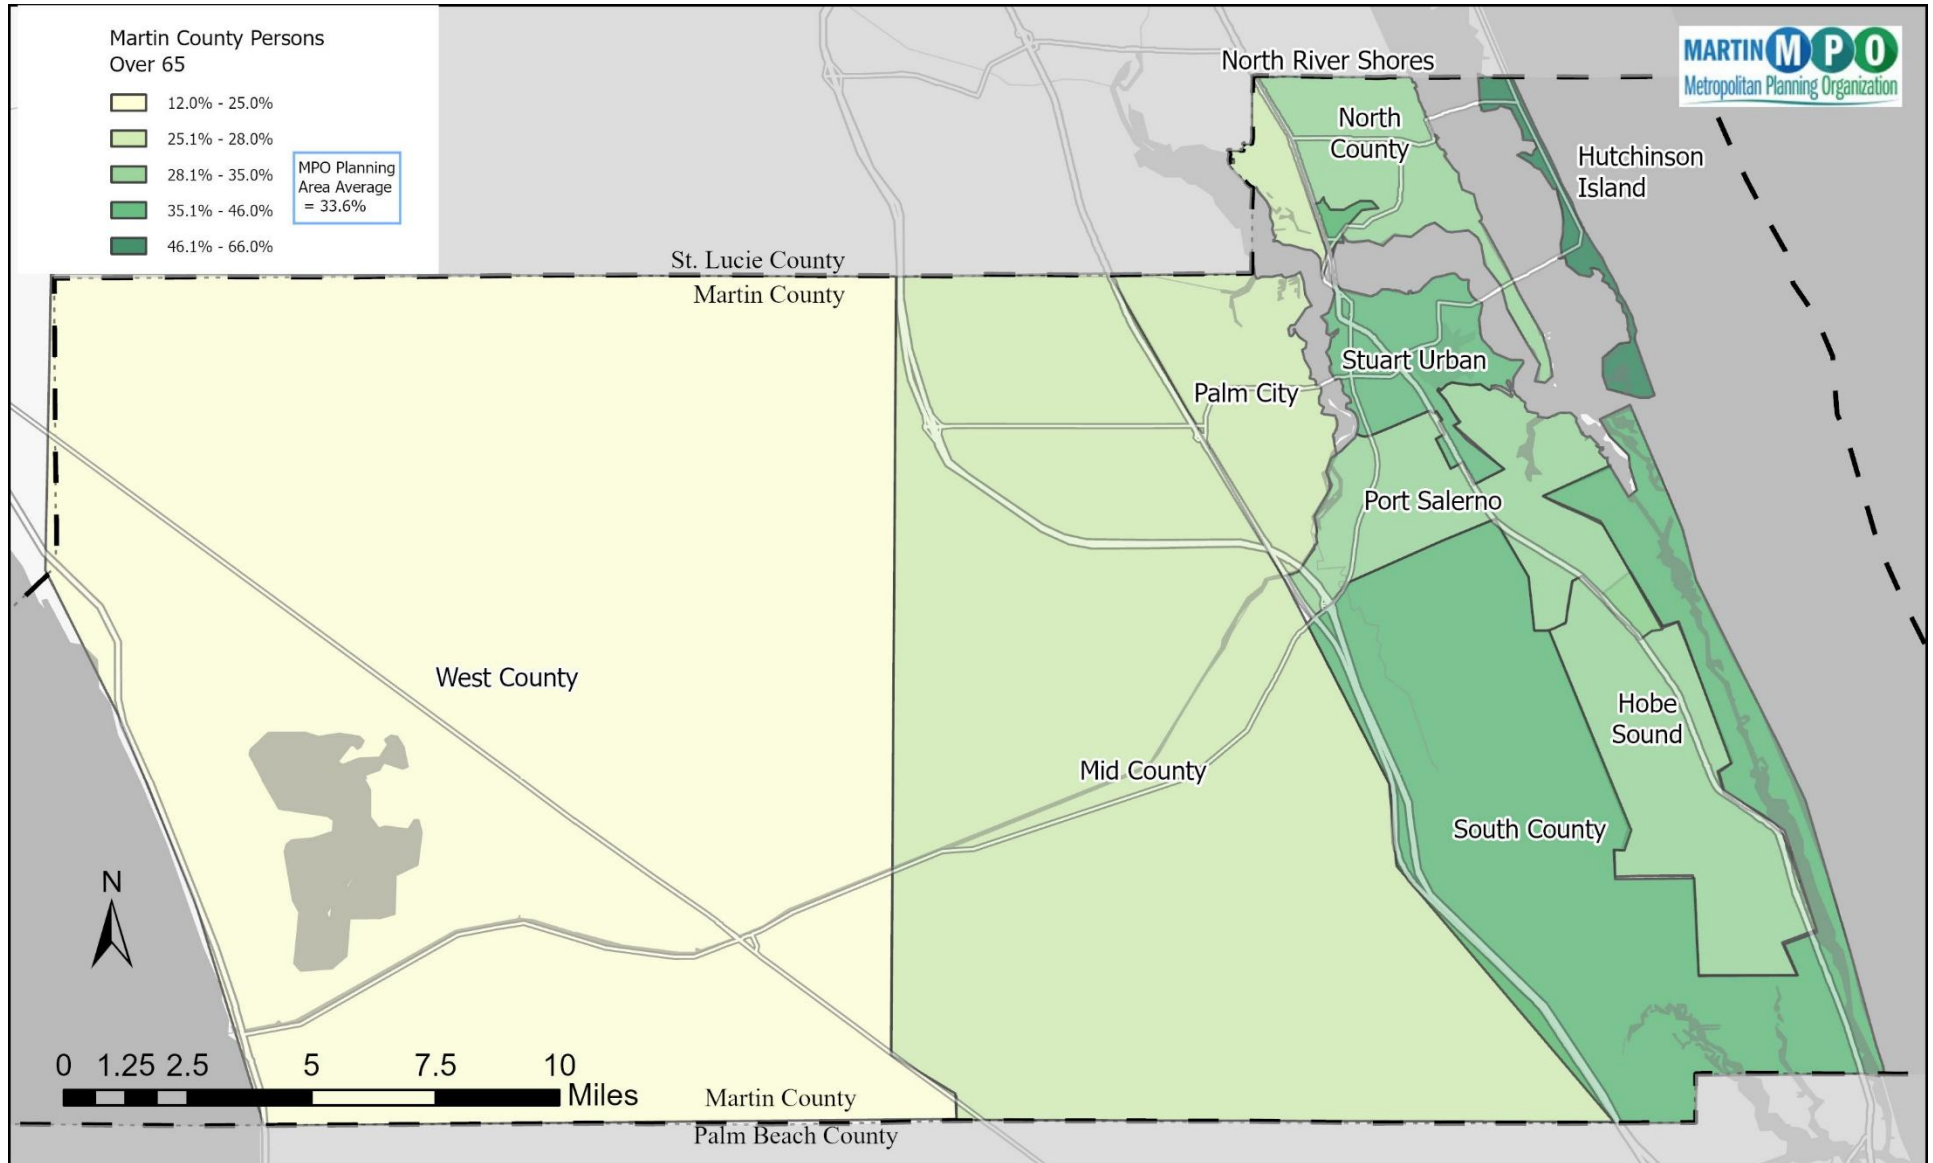 Martin County Persons
Over 65
12.0% - 25.0%
25.1% - 28.0%
28.1% - 35.0%
35.1% - 46.0%
46.1% - 66.0%
MPO Planning
Area Average
= 33.6%
MARTIN MPO
Metropolitan Planning Organization
North River Shores
North
County
Hutchinson
Island
St. Lucie County
Martin County
Stuart Urban
Palm City
Port Salerno
West County
Hobe
Sound
Mid County
South County
N
0 1.25 2.5 5 7.5 10
Miles
Martin County
Palm Beach County